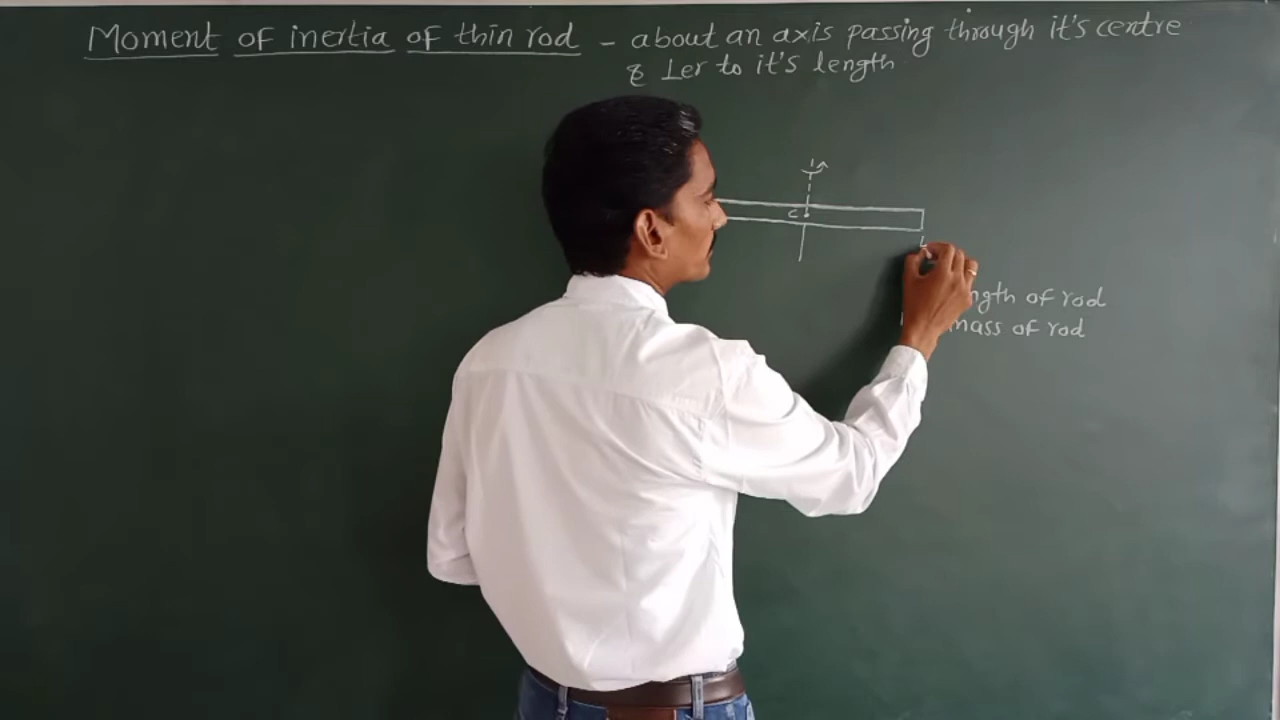 Moment of inertia of thin rod - about an axis passing through it's centre
& ⊥er to it's length
C
ngth of rod
mass of rod